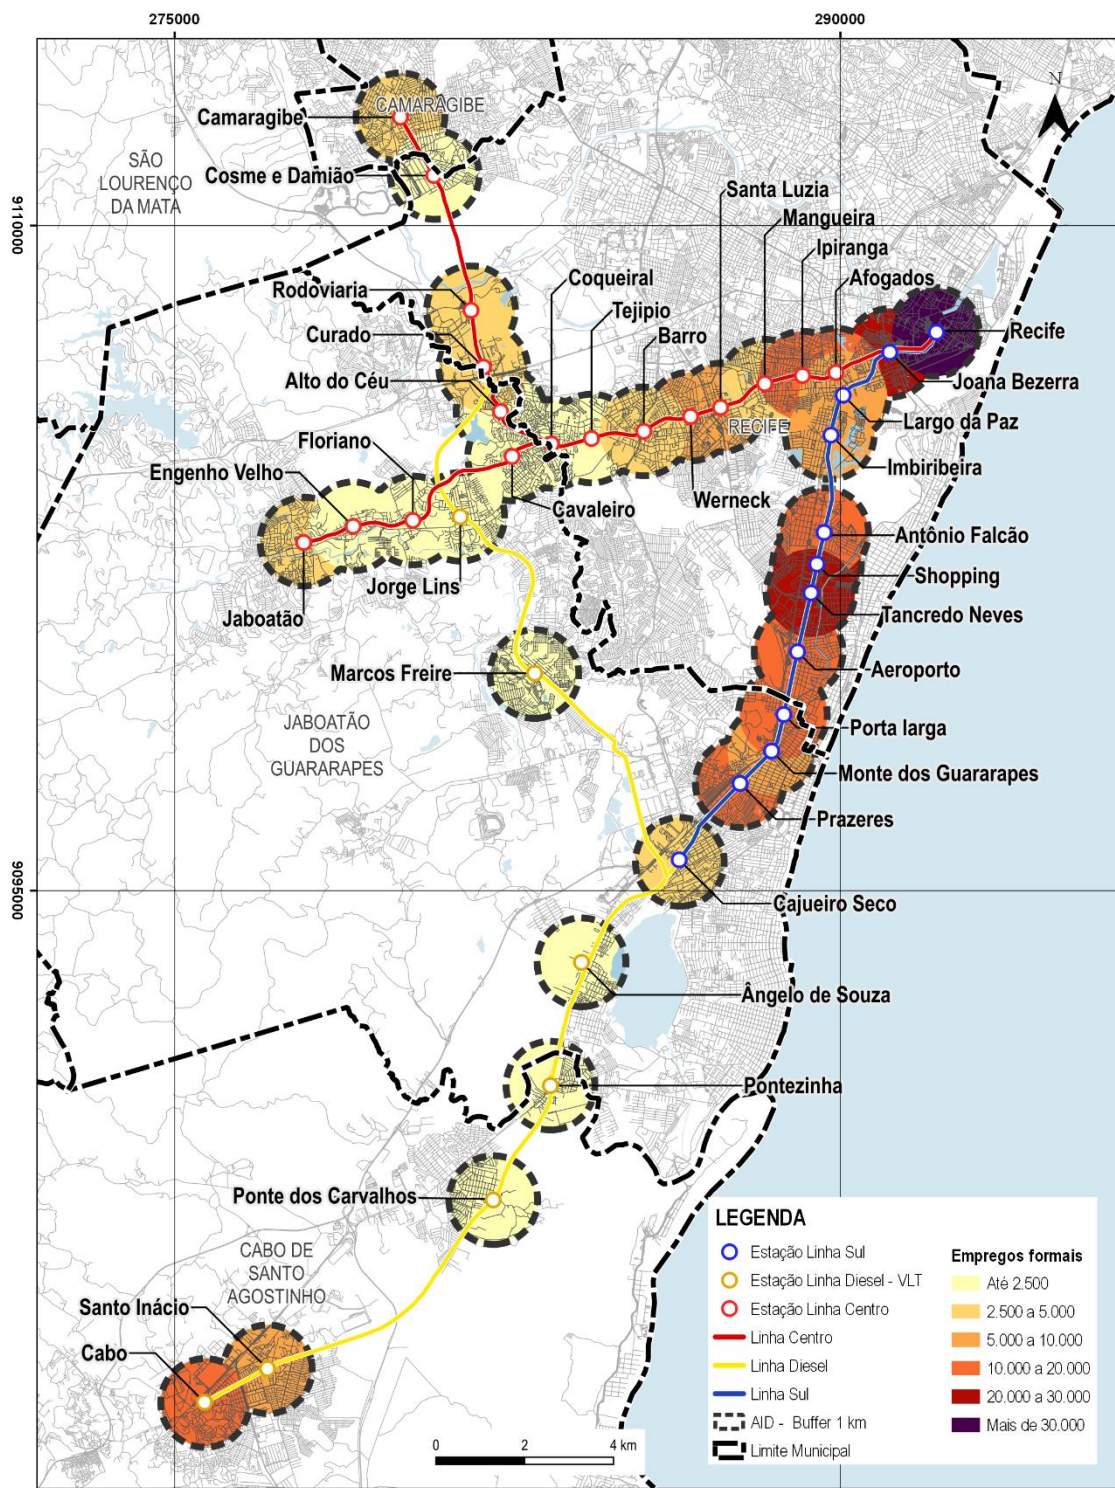 275000
290000
N
CAMARAGIBE
Camaragibe
SÃO
LOURENÇO
DA MATA
Cosme e Damião
Santa Luzia
9110000
Mangueira
Ipiranga
Coqueiral
Afogados
Rodoviaria
Tejipio
Curado
Barro
Recife
Alto do Céu
Joana Bezerra
Largo da Paz
RECIFE
Floriano
Imbiribeira
Engenho Velho
Werneck
Cavaleiro
Antônio Falcão
Shopping
Jorge Lins
Tancredo Neves
Jaboatão
Aeroporto
Marcos Freire
JABOATÃO
DOS
GUARARAPES
Porta larga
Monte dos Guararapes
Prazeres
9095000
Cajueiro Seco
Ângelo de Souza
Pontezinha
Ponte dos Carvalhos
CABO DE
SANTO
AGOSTINHO
Santo Inácio
Cabo
LEGENDA
Estação Linha Sul
Estação Linha Diesel - VLT
Estação Linha Centro
Linha Centro
Linha Diesel
Linha Sul
AID - Buffer 1 km
Limite Municipal
Empregos formais
Até 2.500
2.500 a 5.000
5.000 a 10.000
10.000 a 20.000
20.000 a 30.000
Mais de 30.000
0 2 4 km